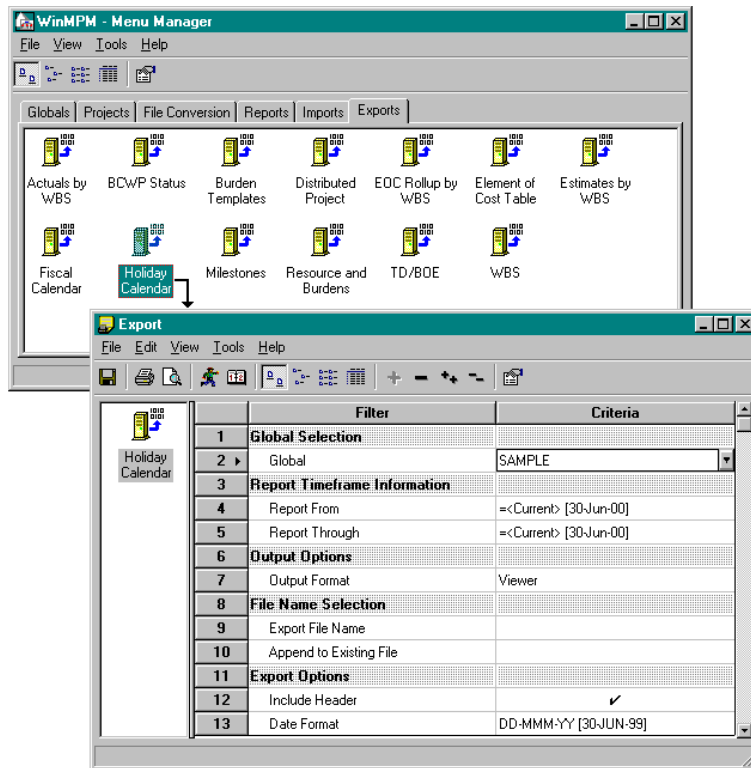 WinMPM - Menu Manager
File View Tools Help
Globals Projects File Conversion Reports Imports Exports
Actuals by WBS
BCWP Status
Burden Templates
Distributed Project
EOC Rollup by WBS
Element of Cost Table
Estimates by WBS
Fiscal Calendar
Holiday Calendar
Milestones
Resource and Burdens
TD/BOE
WBS
Export
File Edit View Tools Help
Holiday Calendar
Filter Criteria
1 Global Selection
2 Global SAMPLE
3 Report Timeframe Information
4 Report From =<Current> [30-Jun-00]
5 Report Through =<Current> [30-Jun-00]
6 Output Options
7 Output Format Viewer
8 File Name Selection
9 Export File Name
10 Append to Existing File
11 Export Options
12 Include Header ✓
13 Date Format DD-MMM-YY [30-JUN-99]